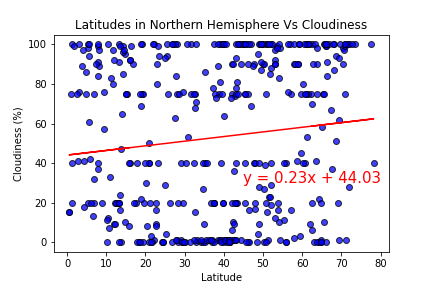 Latitudes in Northern Hemisphere Vs Cloudiness
100
80
60
40
20
0
Cloudiness (%)
y = 0.23x + 44.03
0 10 20 30 40 50 60 70 80
Latitude